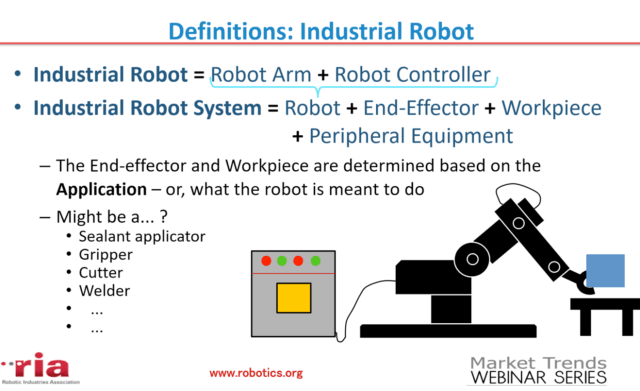 Definitions: Industrial Robot
• Industrial Robot = Robot Arm + Robot Controller
• Industrial Robot System = Robot + End-Effector + Workpiece
+ Peripheral Equipment
– The End-effector and Workpiece are determined based on the
Application – or, what the robot is meant to do
– Might be a... ?
• Sealant applicator
• Gripper
• Cutter
• Welder
• ...
• ...
ria
Robotic Industries Association
www.robotics.org
Market Trends
WEBINAR SERIES